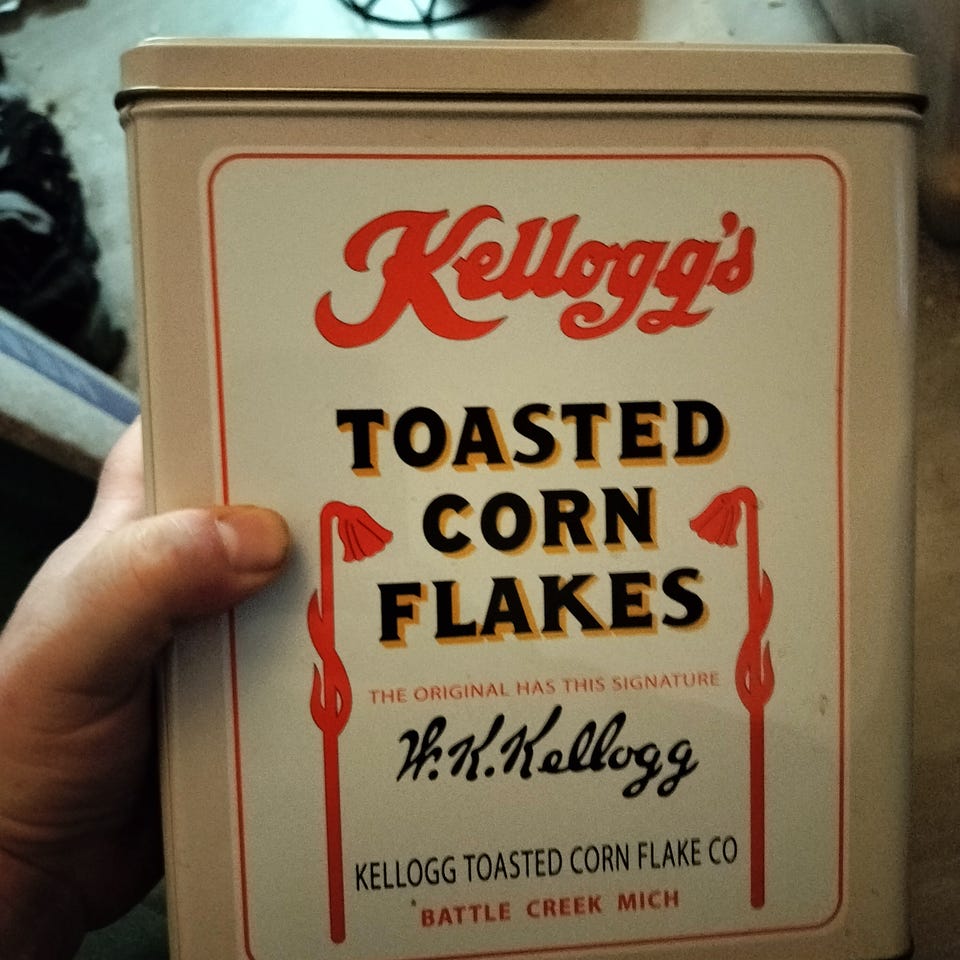 Kellogg's
TOASTED
CORN
FLAKES
THE ORIGINAL HAS THIS SIGNATURE
W.K.Kellogg
KELLOGG TOASTED CORN FLAKE CO
BATTLE CREEK MICH